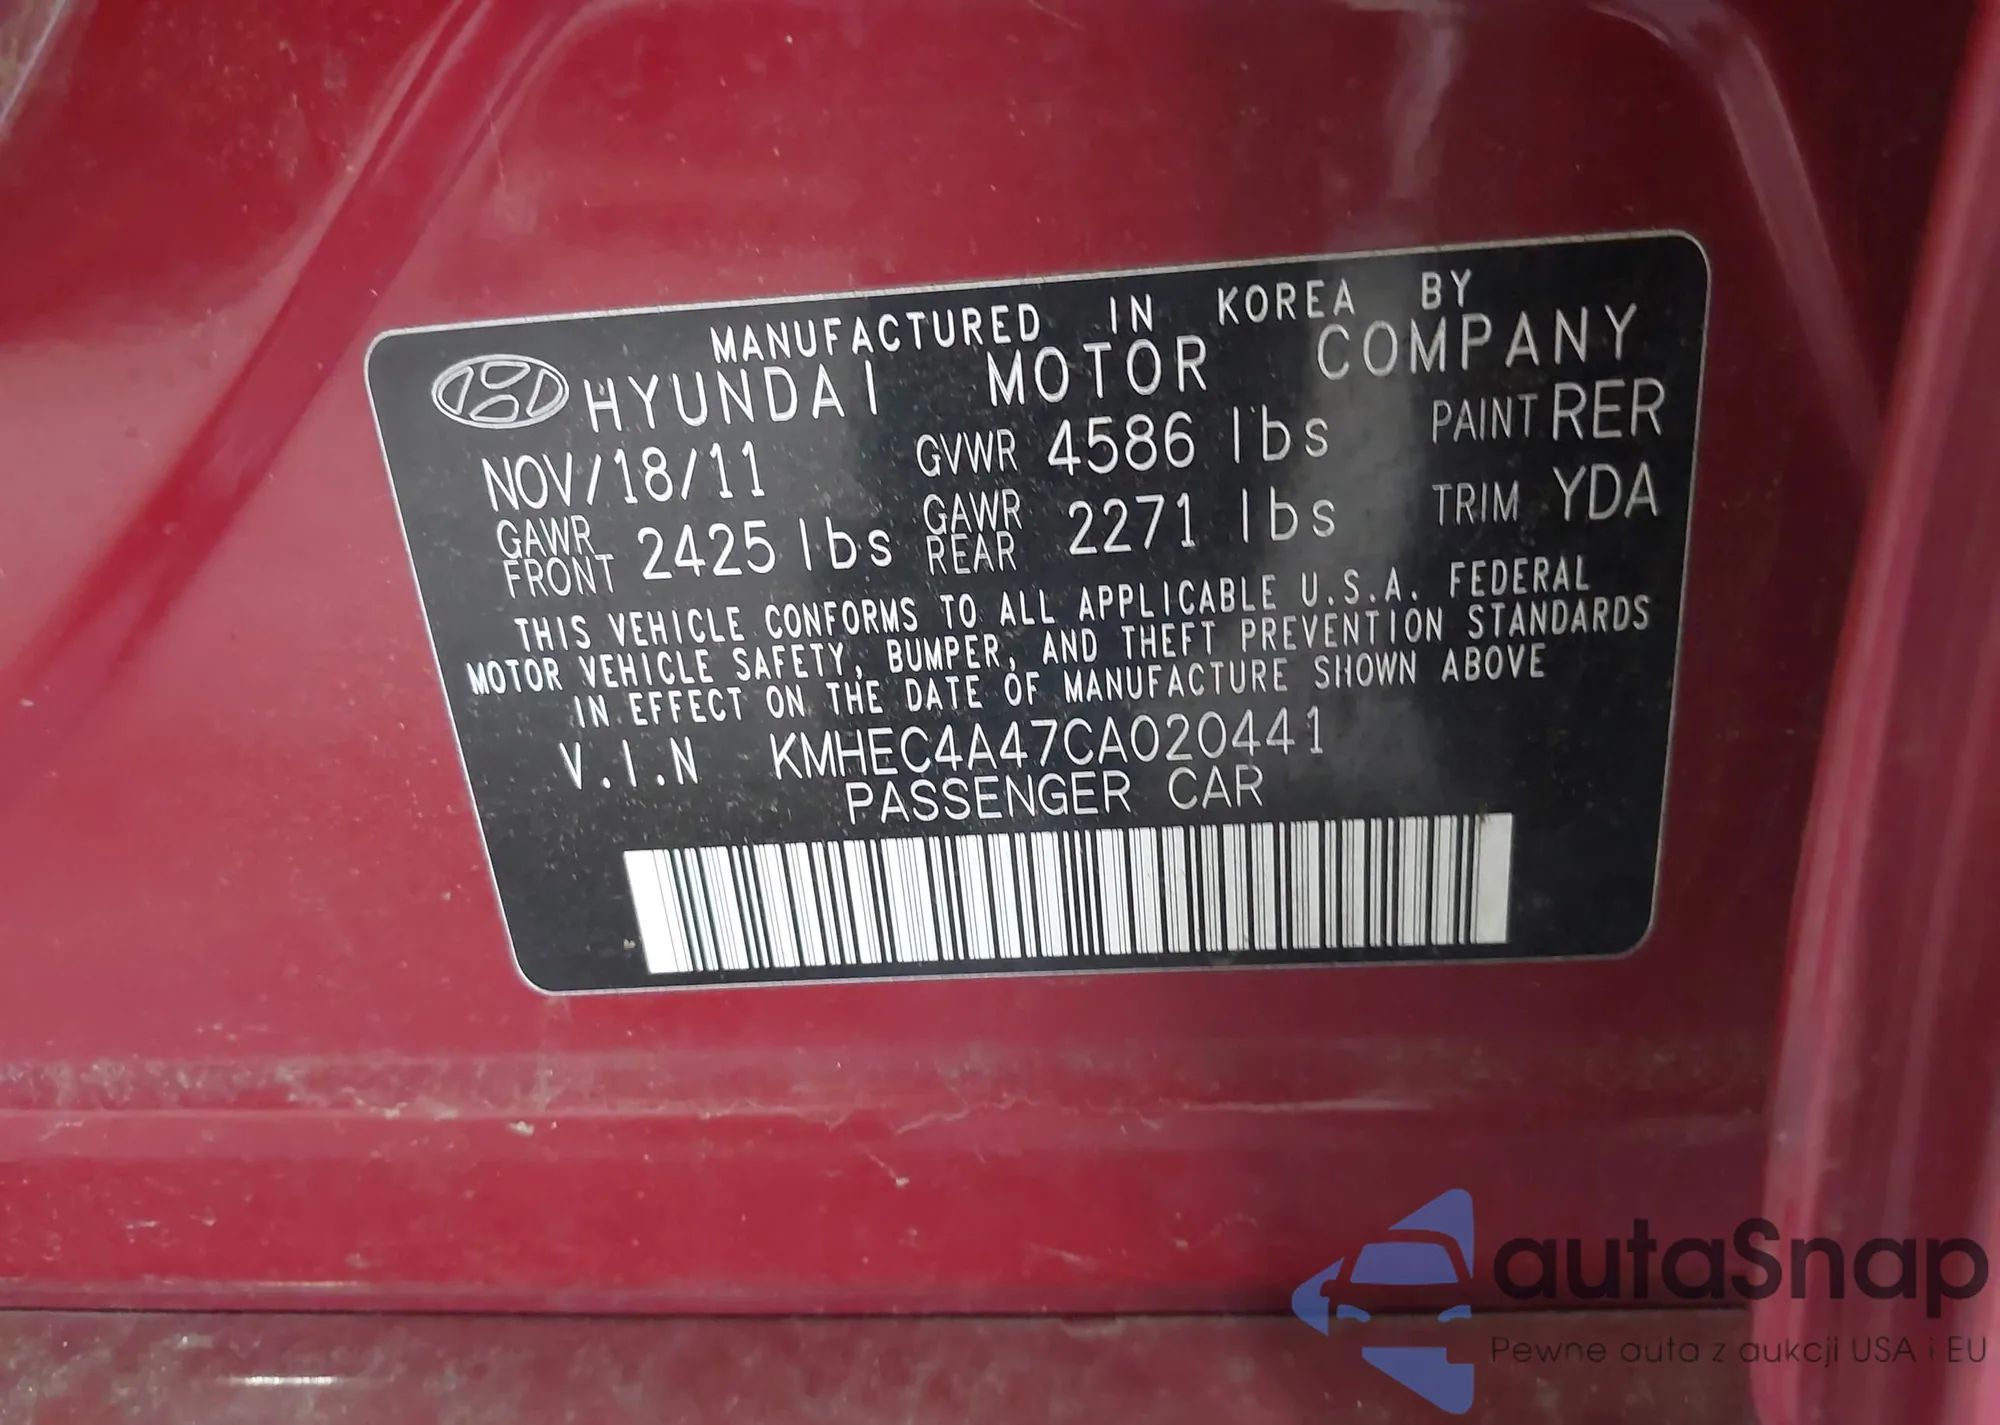 MANUFACTURED IN KOREA BY
HYUNDAI MOTOR COMPANY
NOV/18/11 GVWR 4586 lbs PAINT RER
GAWR FRONT 2425 lbs GAWR REAR 2271 lbs TRIM YDA
THIS VEHICLE CONFORMS TO ALL APPLICABLE U.S.A. FEDERAL
MOTOR VEHICLE SAFETY, BUMPER, AND THEFT PREVENTION STANDARDS
IN EFFECT ON THE DATE OF MANUFACTURE SHOWN ABOVE
V.I.N KMHEC4A47CA020441
PASSENGER CAR
autaSnap
Pewne auta z aukcji USA i EU